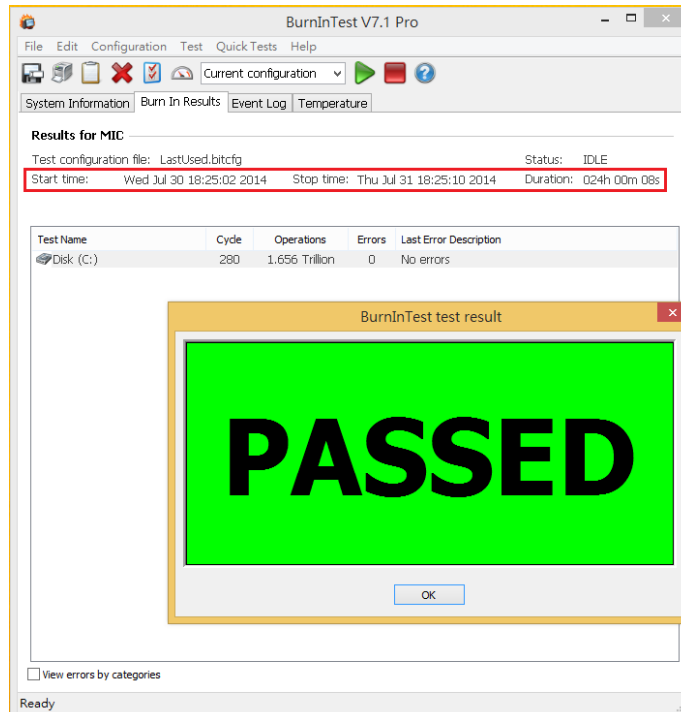 BurnInTest V7.1 Pro
File Edit Configuration Test Quick Tests Help
Current configuration
System Information Burn In Results Event Log Temperature
Results for MIC
Test configuration file: LastUsed.bitcfg Status: IDLE
Start time: Wed Jul 30 18:25:02 2014 Stop time: Thu Jul 31 18:25:10 2014 Duration: 024h 00m 08s
Test Name Cycle Operations Errors Last Error Description
Disk (C:) 280 1.656 Trillion 0 No errors
BurnInTest test result
PASSED
OK
View errors by categories
Ready